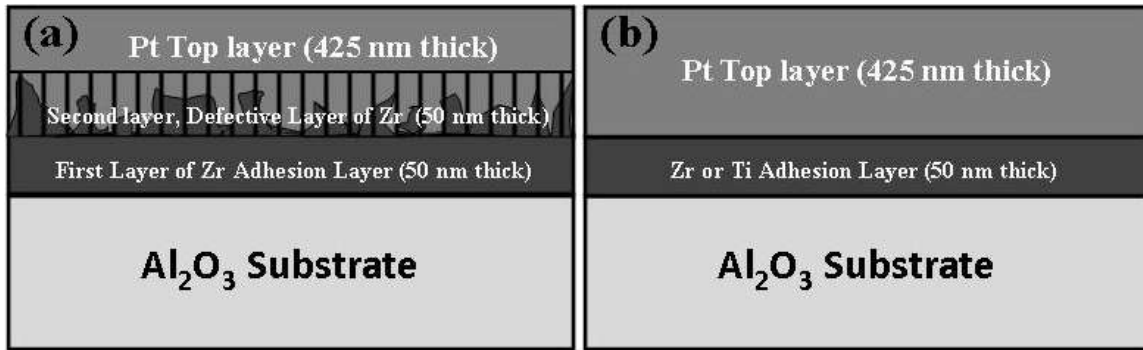 (a)
Pt Top layer (425 nm thick)
Second layer, Defective Layer of Zr (50 nm thick)
First Layer of Zr Adhesion Layer (50 nm thick)
Al₂O₃ Substrate
(b)
Pt Top layer (425 nm thick)
Zr or Ti Adhesion Layer (50 nm thick)
Al₂O₃ Substrate